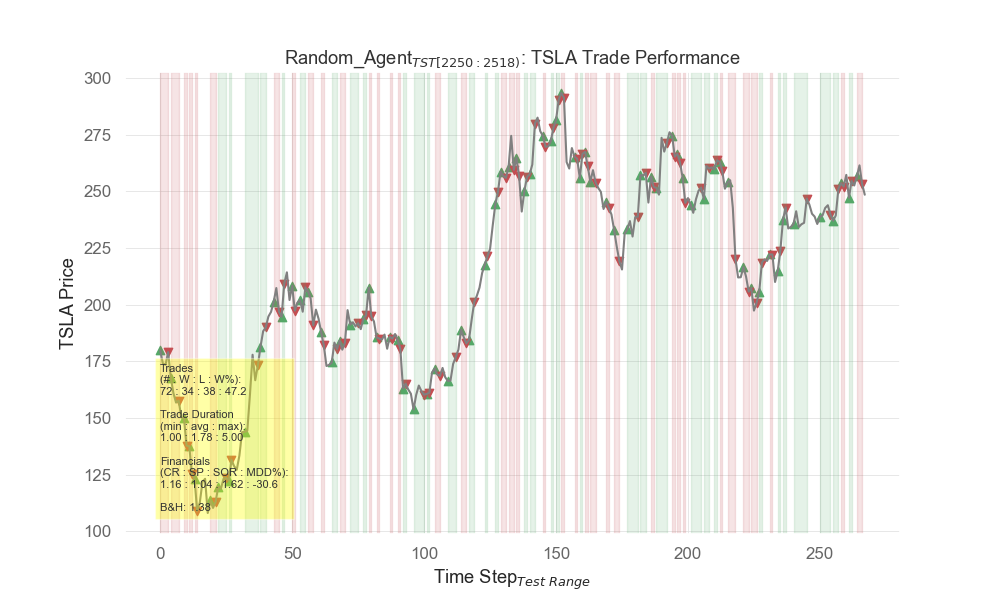 Random_Agent TST[2250 : 2518) : TSLA Trade Performance
TSLA Price
300
275
250
225
200
175
150
125
100
Trades
(# : W : L : W%):
72 : 34 : 38 : 47.2
Trade Duration
(min : avg : max):
1.00 : 1.78 : 5.00
Financials
(CR : SP : SQR : MDD%):
1.16 : 1.04 : 1.62 : -30.6
B&H: 1.38
0 50 100 150 200 250
Time Step Test Range